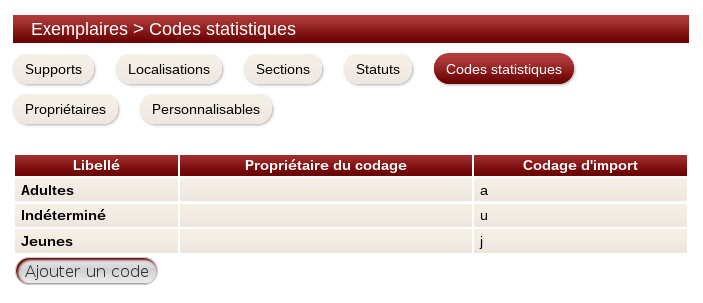 Exemplaires > Codes statistiques
Supports Localisations Sections Statuts Codes statistiques
Propriétaires Personnalisables
Libellé Propriétaire du codage Codage d'import
Adultes a
Indéterminé u
Jeunes j
Ajouter un code